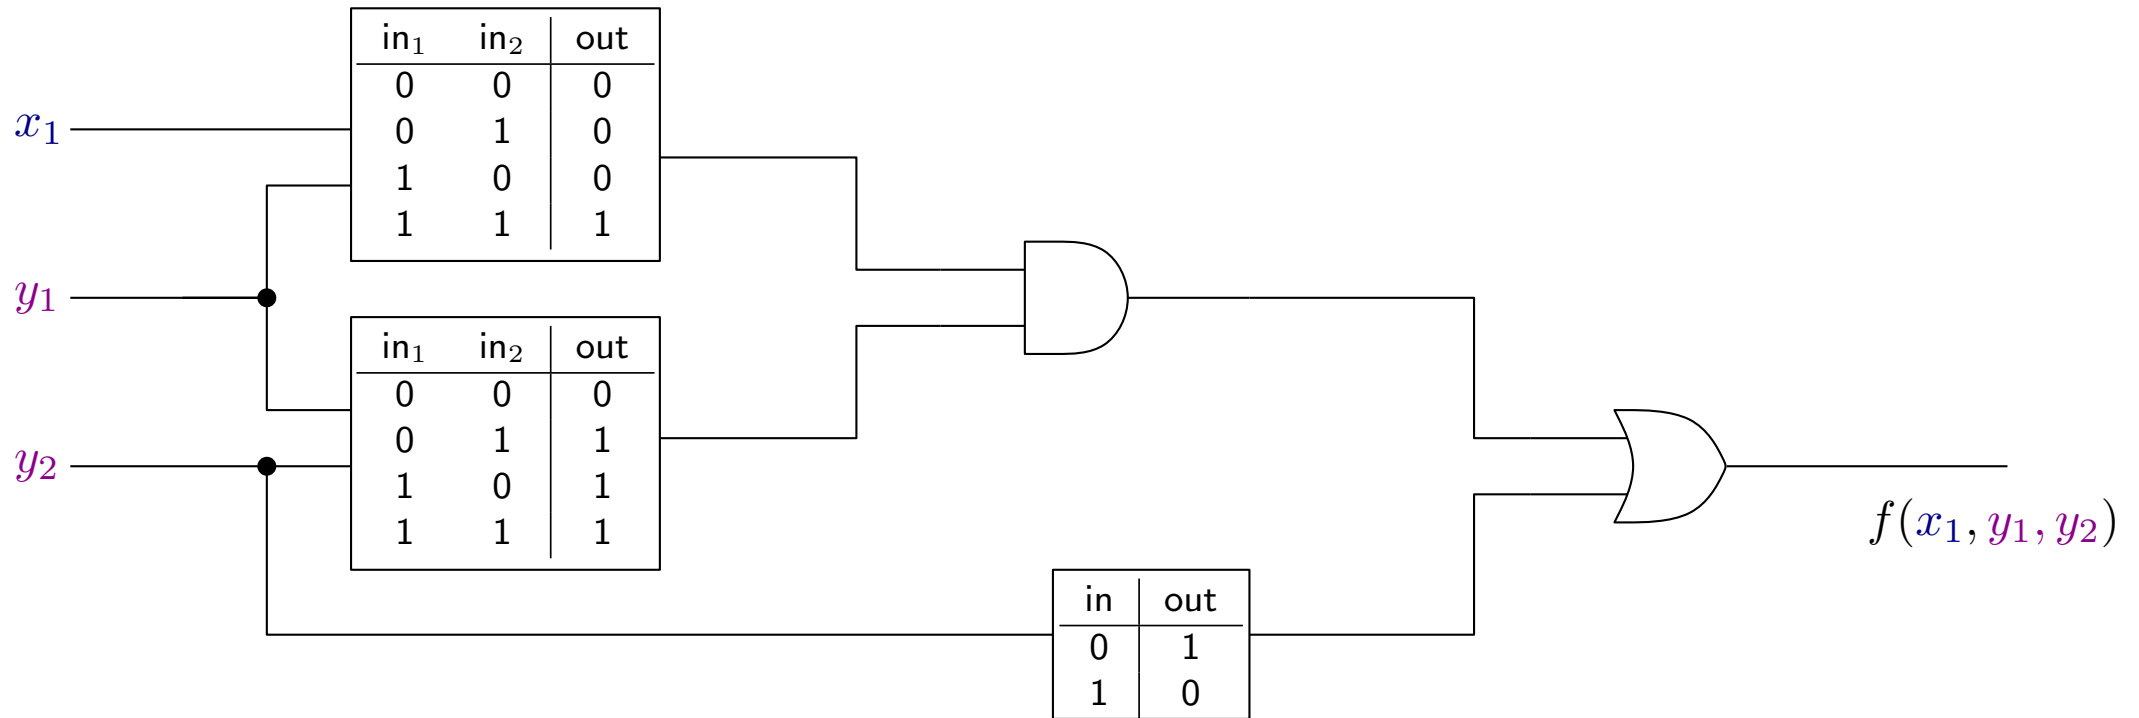 in₁ in₂ out
0 0 0
0 1 0
1 0 0
1 1 1
x₁
y₁
in₁ in₂ out
0 0 0
0 1 1
1 0 1
1 1 1
y₂
f(x₁, y₁, y₂)
in out
0 1
1 0